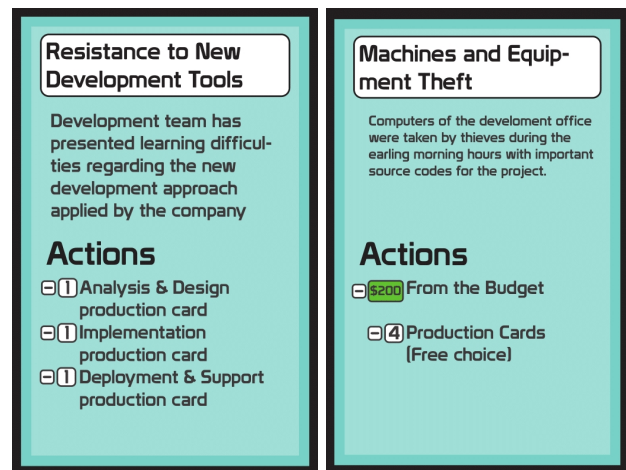 Resistance to New
Development Tools
Development team has
presented learning difficul-
ties regarding the new
development approach
applied by the company
Actions
-1 Analysis & Design
production card
-1 Implementation
production card
-1 Deployment & Support
production card
Machines and Equip-
ment Theft
Computers of the develoment office
were taken by thieves during the
earling morning hours with important
source codes for the project.
Actions
-$200 From the Budget
-4 Production Cards
(Free choice)